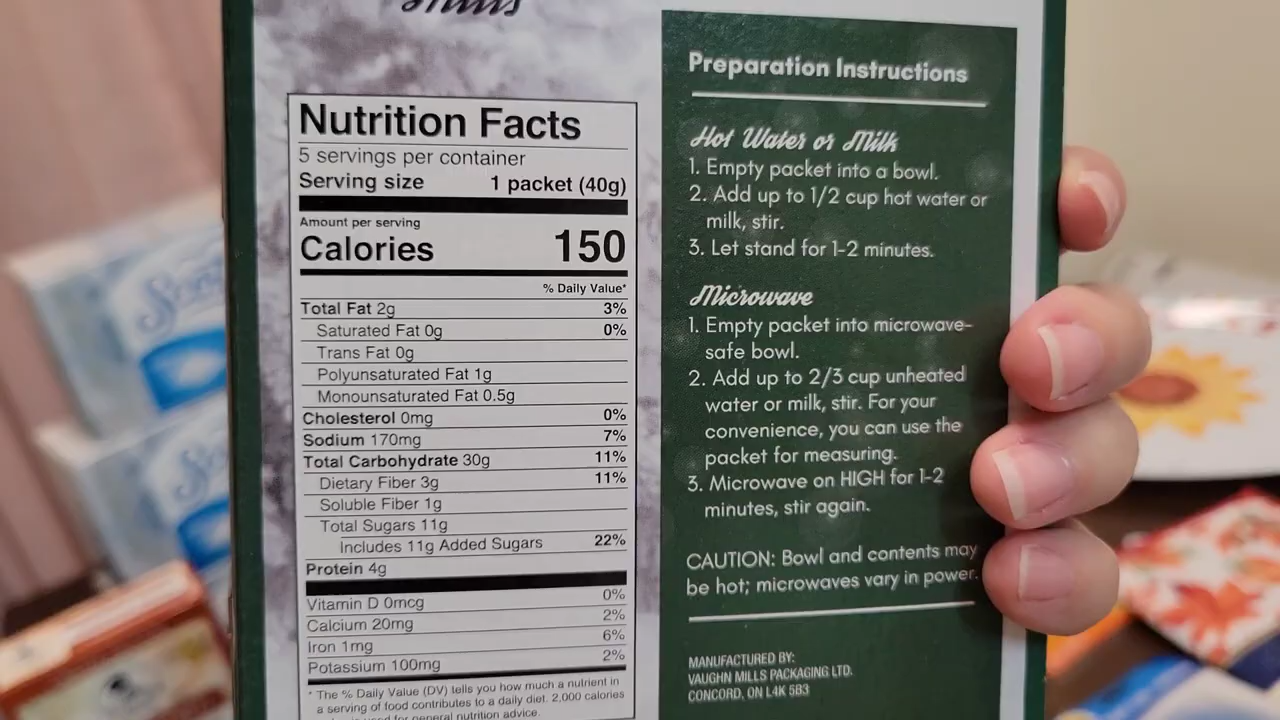 Mills
Nutrition Facts
5 servings per container
Serving size 1 packet (40g)
Amount per serving
Calories 150
% Daily Value*
Total Fat 2g 3%
Saturated Fat 0g 0%
Trans Fat 0g
Polyunsaturated Fat 1g
Monounsaturated Fat 0.5g
Cholesterol 0mg 0%
Sodium 170mg 7%
Total Carbohydrate 30g 11%
Dietary Fiber 3g 11%
Soluble Fiber 1g
Total Sugars 11g
Includes 11g Added Sugars 22%
Protein 4g
Vitamin D 0mcg 0%
Calcium 20mg 2%
Iron 1mg 6%
Potassium 100mg 2%
* The % Daily Value (DV) tells you how much a nutrient in
a serving of food contributes to a daily diet. 2,000 calories
used for general nutrition advice.
Preparation Instructions
Hot Water or Milk
1. Empty packet into a bowl.
2. Add up to 1/2 cup hot water or
milk, stir.
3. Let stand for 1-2 minutes.
Microwave
1. Empty packet into microwave-
safe bowl.
2. Add up to 2/3 cup unheated
water or milk, stir. For your
convenience, you can use the
packet for measuring.
3. Microwave on HIGH for 1-2
minutes, stir again.
CAUTION: Bowl and contents may
be hot; microwaves vary in power.
MANUFACTURED BY:
VAUGHN MILLS PACKAGING LTD.
CONCORD, ON L4K 5B3